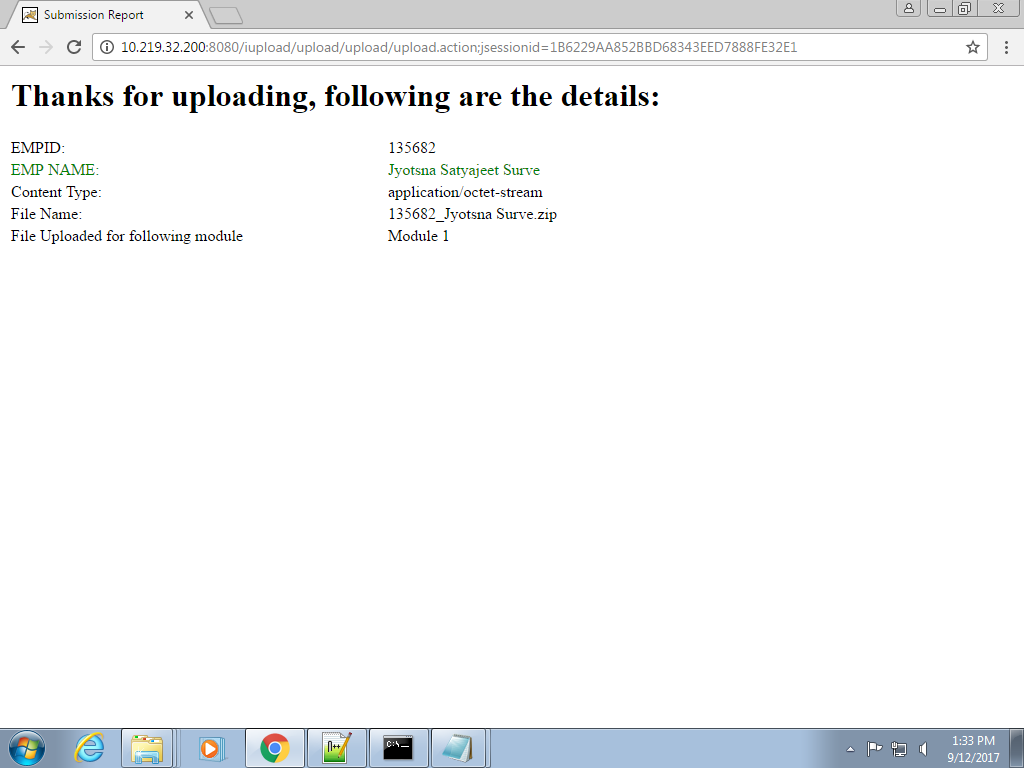 Submission Report
10.219.32.200:8080/iupload/upload/upload/upload.action;jsessionid=1B6229AA852BBD68343EED7888FE32E1
Thanks for uploading, following are the details:
EMPID: 135682
EMP NAME: Jyotsna Satyajeet Surve
Content Type: application/octet-stream
File Name: 135682_Jyotsna Surve.zip
File Uploaded for following module Module 1
1:33 PM
9/12/2017